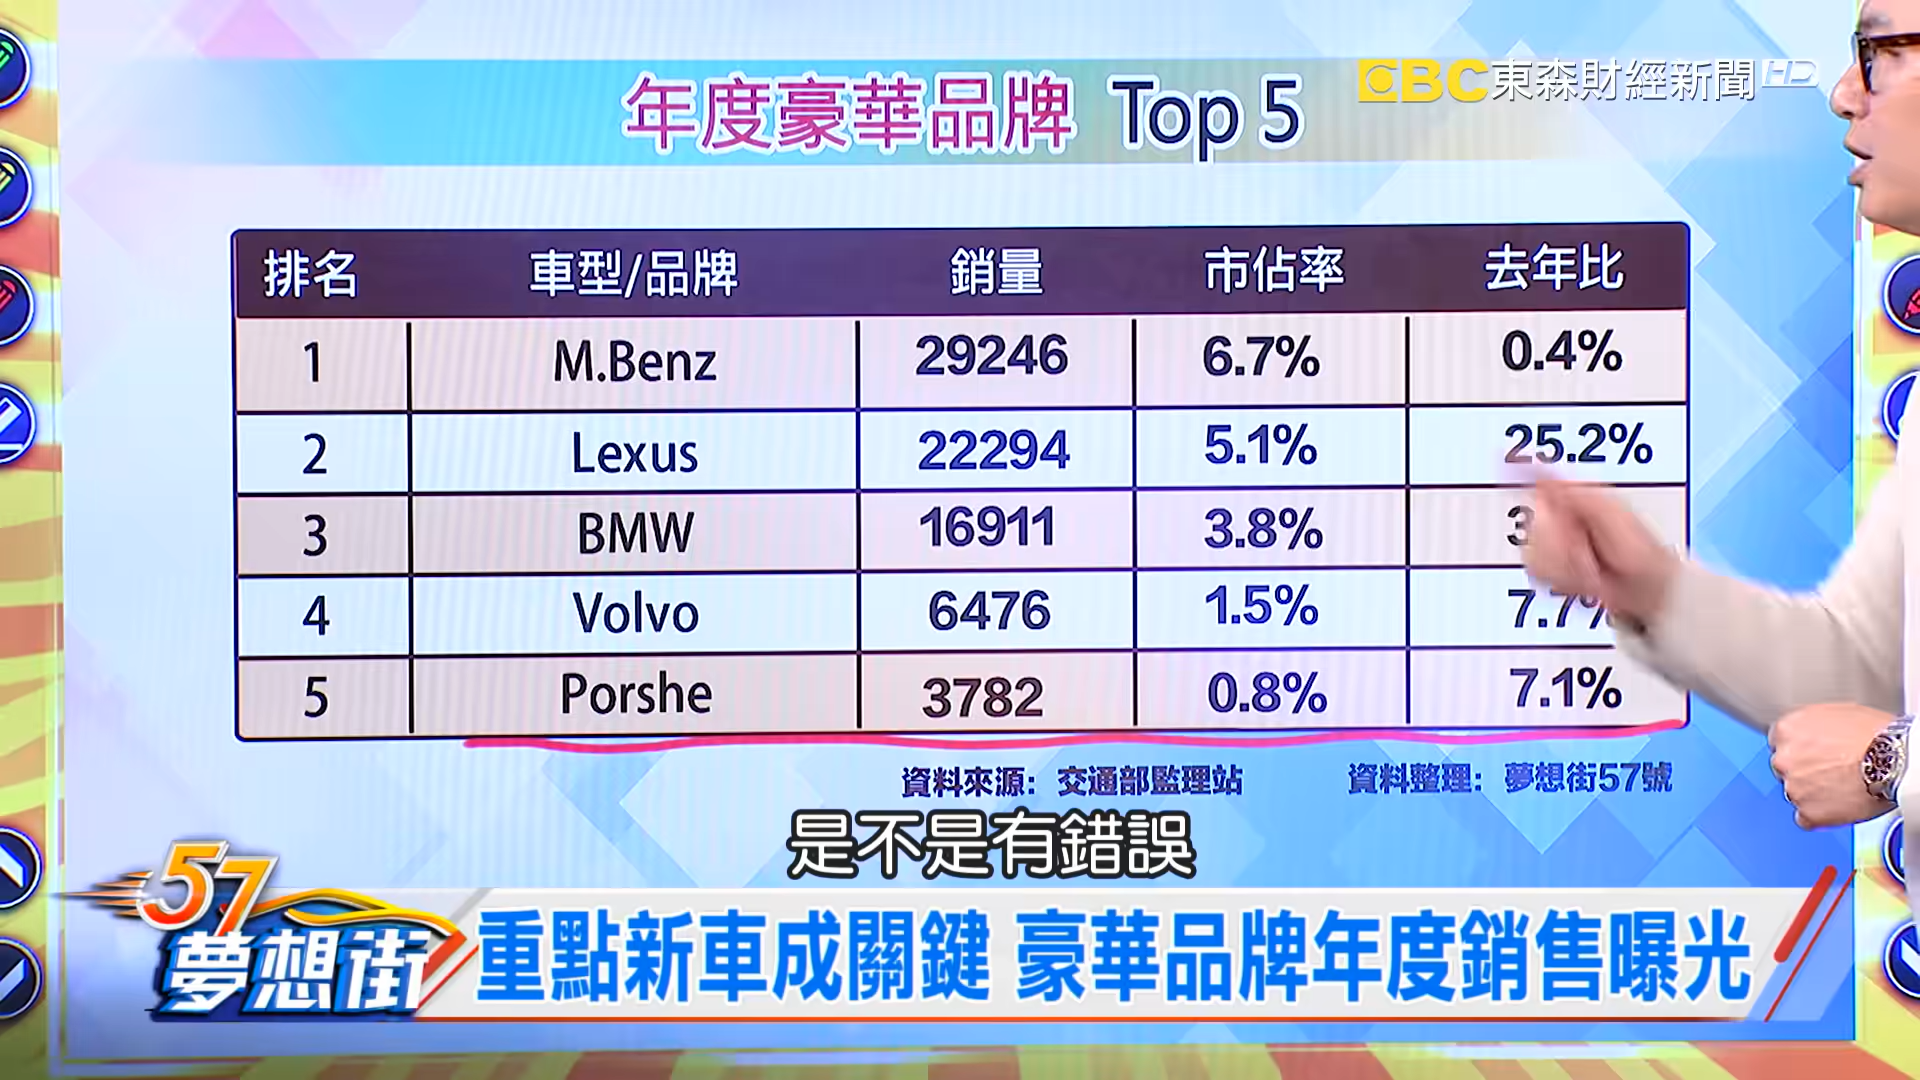 年度豪華品牌 Top 5
EBC東森財經新聞HD
排名 車型/品牌 銷量 市佔率 去年比
1 M.Benz 29246 6.7% 0.4%
2 Lexus 22294 5.1% 25.2%
3 BMW 16911 3.8% 3
4 Volvo 6476 1.5% 7.7%
5 Porshe 3782 0.8% 7.1%
資料來源：交通部監理站 資料整理：夢想街57號
是不是有錯誤
57
夢想街
重點新車成關鍵 豪華品牌年度銷售曝光